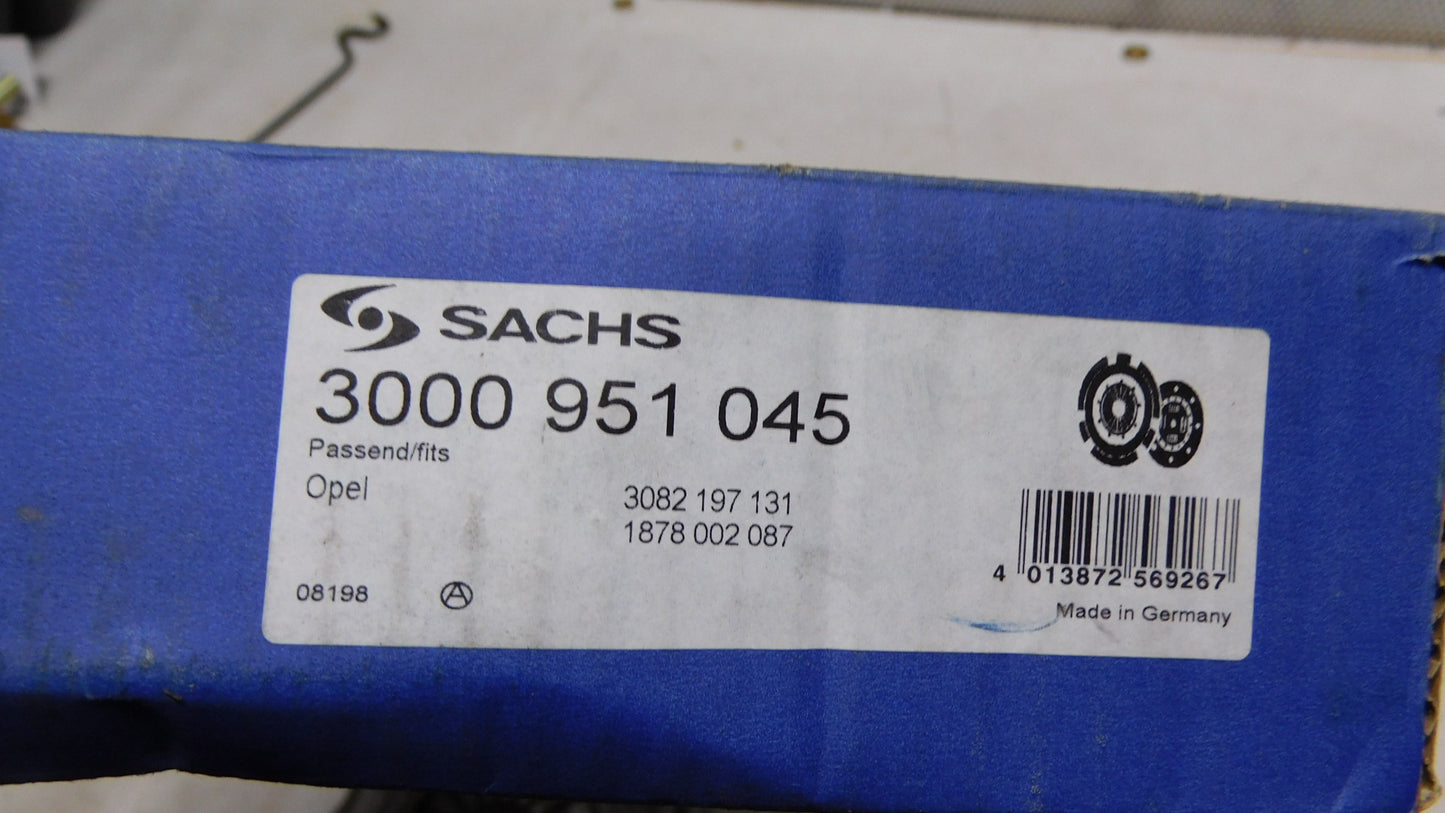 SACHS
3000 951 045
Passend/fits
Opel
3082 197 131
1878 002 087
08198 A
4 013872 569267
Made in Germany